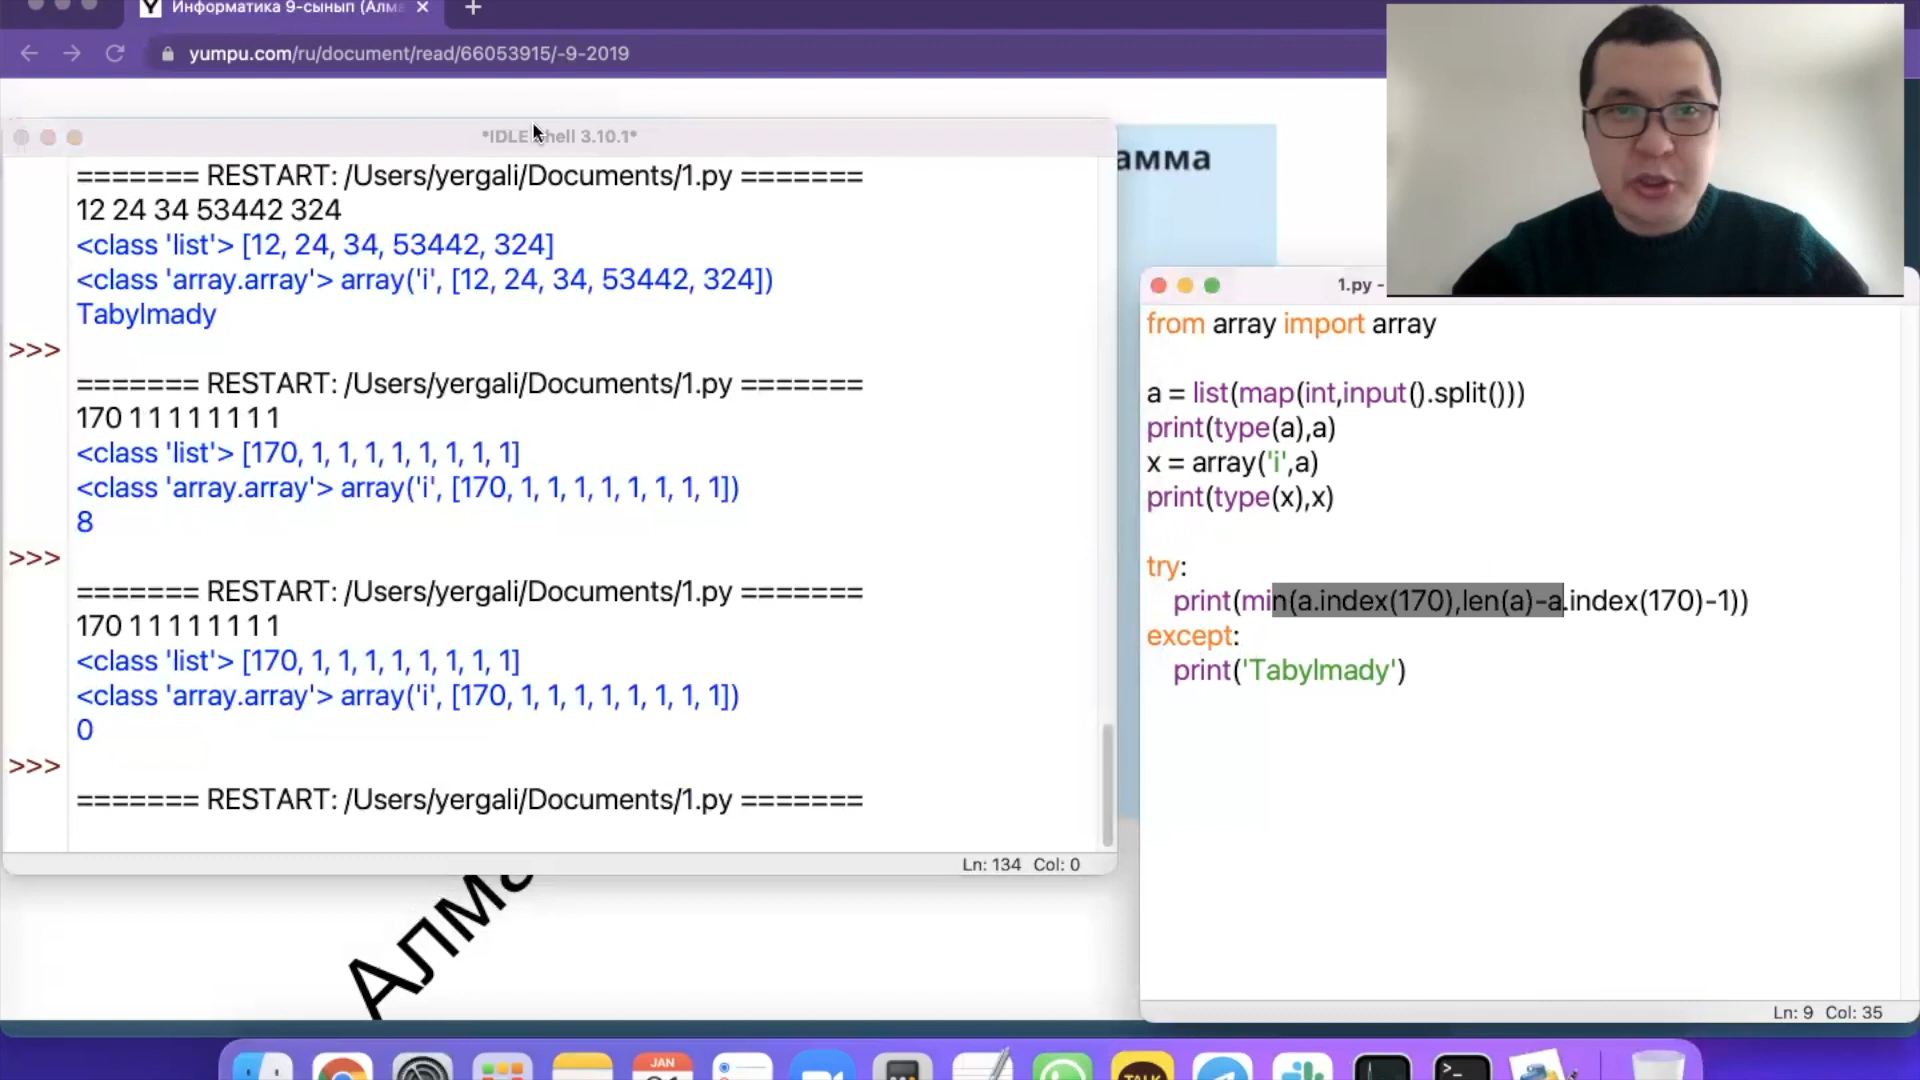 Информатика 9-сынып (Алма
yumpu.com/ru/document/read/66053915/-9-2019
*IDLE Shell 3.10.1*
======= RESTART: /Users/yergali/Documents/1.py =======
12 24 34 53442 324
<class 'list'> [12, 24, 34, 53442, 324]
<class 'array.array'> array('i', [12, 24, 34, 53442, 324])
Tabylmady
>>>
======= RESTART: /Users/yergali/Documents/1.py =======
170 1 1 1 1 1 1 1 1
<class 'list'> [170, 1, 1, 1, 1, 1, 1, 1, 1]
<class 'array.array'> array('i', [170, 1, 1, 1, 1, 1, 1, 1, 1])
8
>>>
======= RESTART: /Users/yergali/Documents/1.py =======
170 1 1 1 1 1 1 1 1
<class 'list'> [170, 1, 1, 1, 1, 1, 1, 1, 1]
<class 'array.array'> array('i', [170, 1, 1, 1, 1, 1, 1, 1, 1])
0
>>>
======= RESTART: /Users/yergali/Documents/1.py =======
Ln: 134 Col: 0
амма
1.py -
from array import array
a = list(map(int,input().split()))
print(type(a),a)
x = array('i',a)
print(type(x),x)
try:
print(min(a.index(170),len(a)-a.index(170)-1))
except:
print('Tabylmady')
Ln: 9 Col: 35
Алма
JAN
TALK
>_